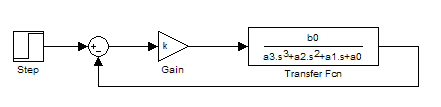 b0
k
a3.s^3+a2.s^2+a1.s+a0
Step
Gain
Transfer Fcn